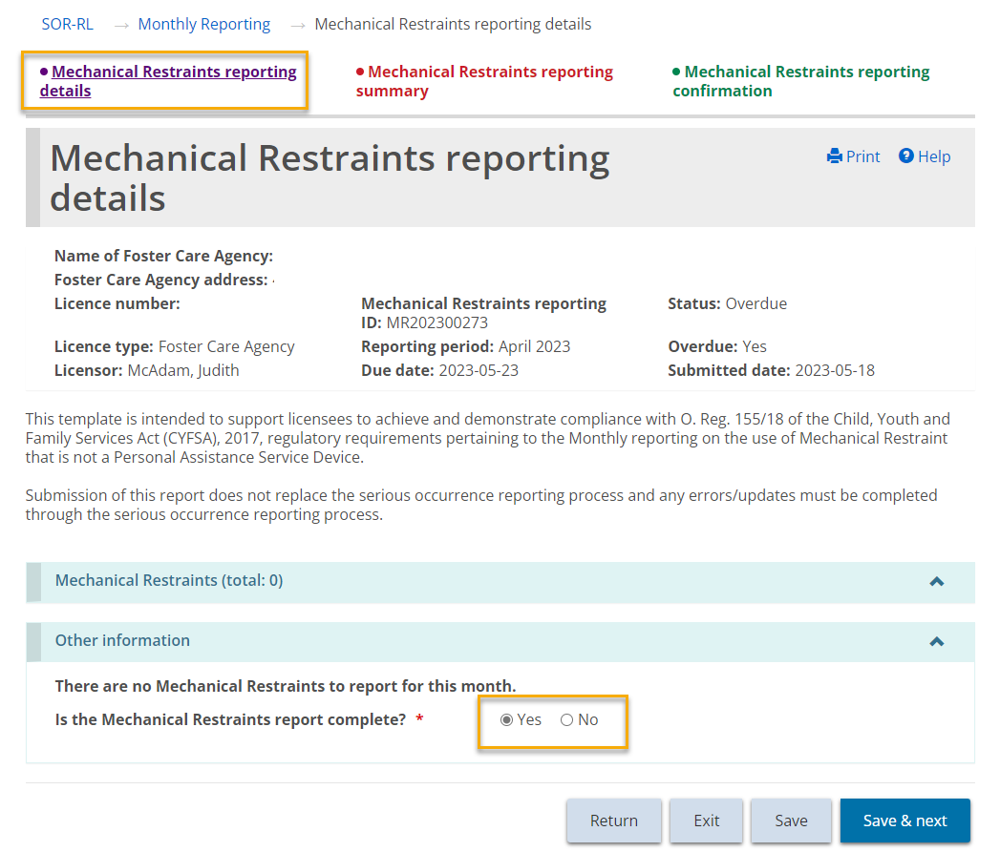 SOR-RL → Monthly Reporting → Mechanical Restraints reporting details
• Mechanical Restraints reporting details
• Mechanical Restraints reporting summary
• Mechanical Restraints reporting confirmation
Mechanical Restraints reporting
details
Print Help
Name of Foster Care Agency:
Foster Care Agency address:
Licence number:
Mechanical Restraints reporting
ID: MR202300273
Status: Overdue
Licence type: Foster Care Agency
Reporting period: April 2023
Overdue: Yes
Licensor: McAdam, Judith
Due date: 2023-05-23
Submitted date: 2023-05-18
This template is intended to support licensees to achieve and demonstrate compliance with O. Reg. 155/18 of the Child, Youth and
Family Services Act (CYFSA), 2017, regulatory requirements pertaining to the Monthly reporting on the use of Mechanical Restraint
that is not a Personal Assistance Service Device.
Submission of this report does not replace the serious occurrence reporting process and any errors/updates must be completed
through the serious occurrence reporting process.
Mechanical Restraints (total: 0)
Other information
There are no Mechanical Restraints to report for this month.
Is the Mechanical Restraints report complete? * Yes No
Return Exit Save Save & next